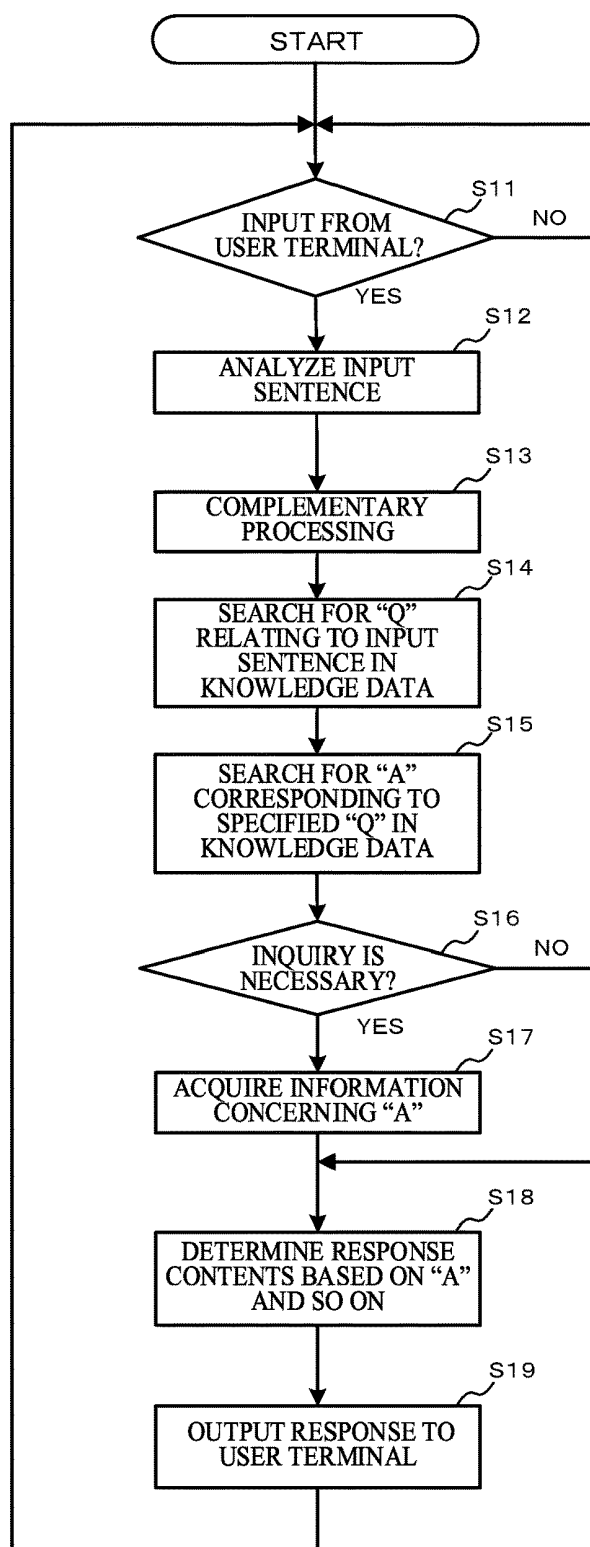 START
S11
INPUT FROM
USER TERMINAL?
NO
YES
S12
ANALYZE INPUT
SENTENCE
S13
COMPLEMENTARY
PROCESSING
S14
SEARCH FOR “Q”
RELATING TO INPUT
SENTENCE IN
KNOWLEDGE DATA
S15
SEARCH FOR “A”
CORRESPONDING TO
SPECIFIED “Q” IN
KNOWLEDGE DATA
S16
INQUIRY IS
NECESSARY?
NO
YES
S17
ACQUIRE INFORMATION
CONCERNING “A”
S18
DETERMINE RESPONSE
CONTENTS BASED ON “A”
AND SO ON
S19
OUTPUT RESPONSE TO
USER TERMINAL